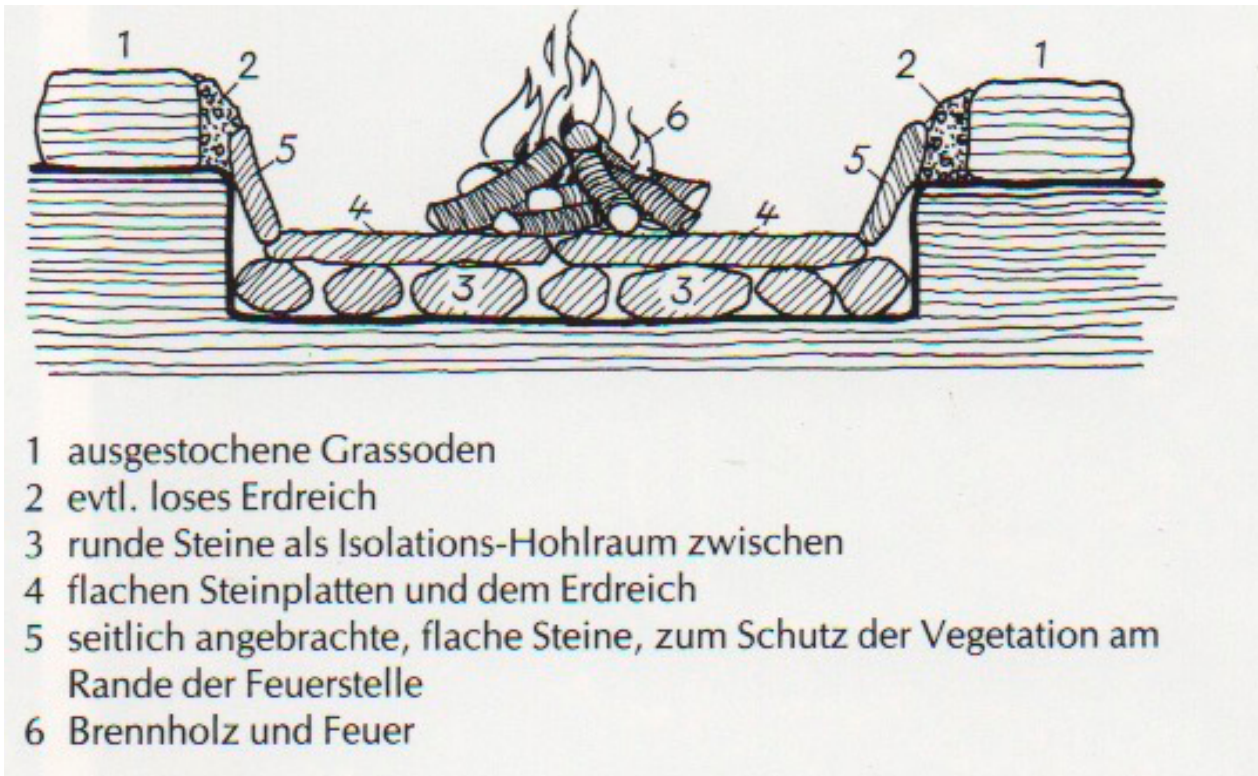 1
2
1
2
5
6
5
4
4
3
3
1 ausgestochene Grassoden
2 evtl. loses Erdreich
3 runde Steine als Isolations-Hohlraum zwischen
4 flachen Steinplatten und dem Erdreich
5 seitlich angebrachte, flache Steine, zum Schutz der Vegetation am
Rande der Feuerstelle
6 Brennholz und Feuer